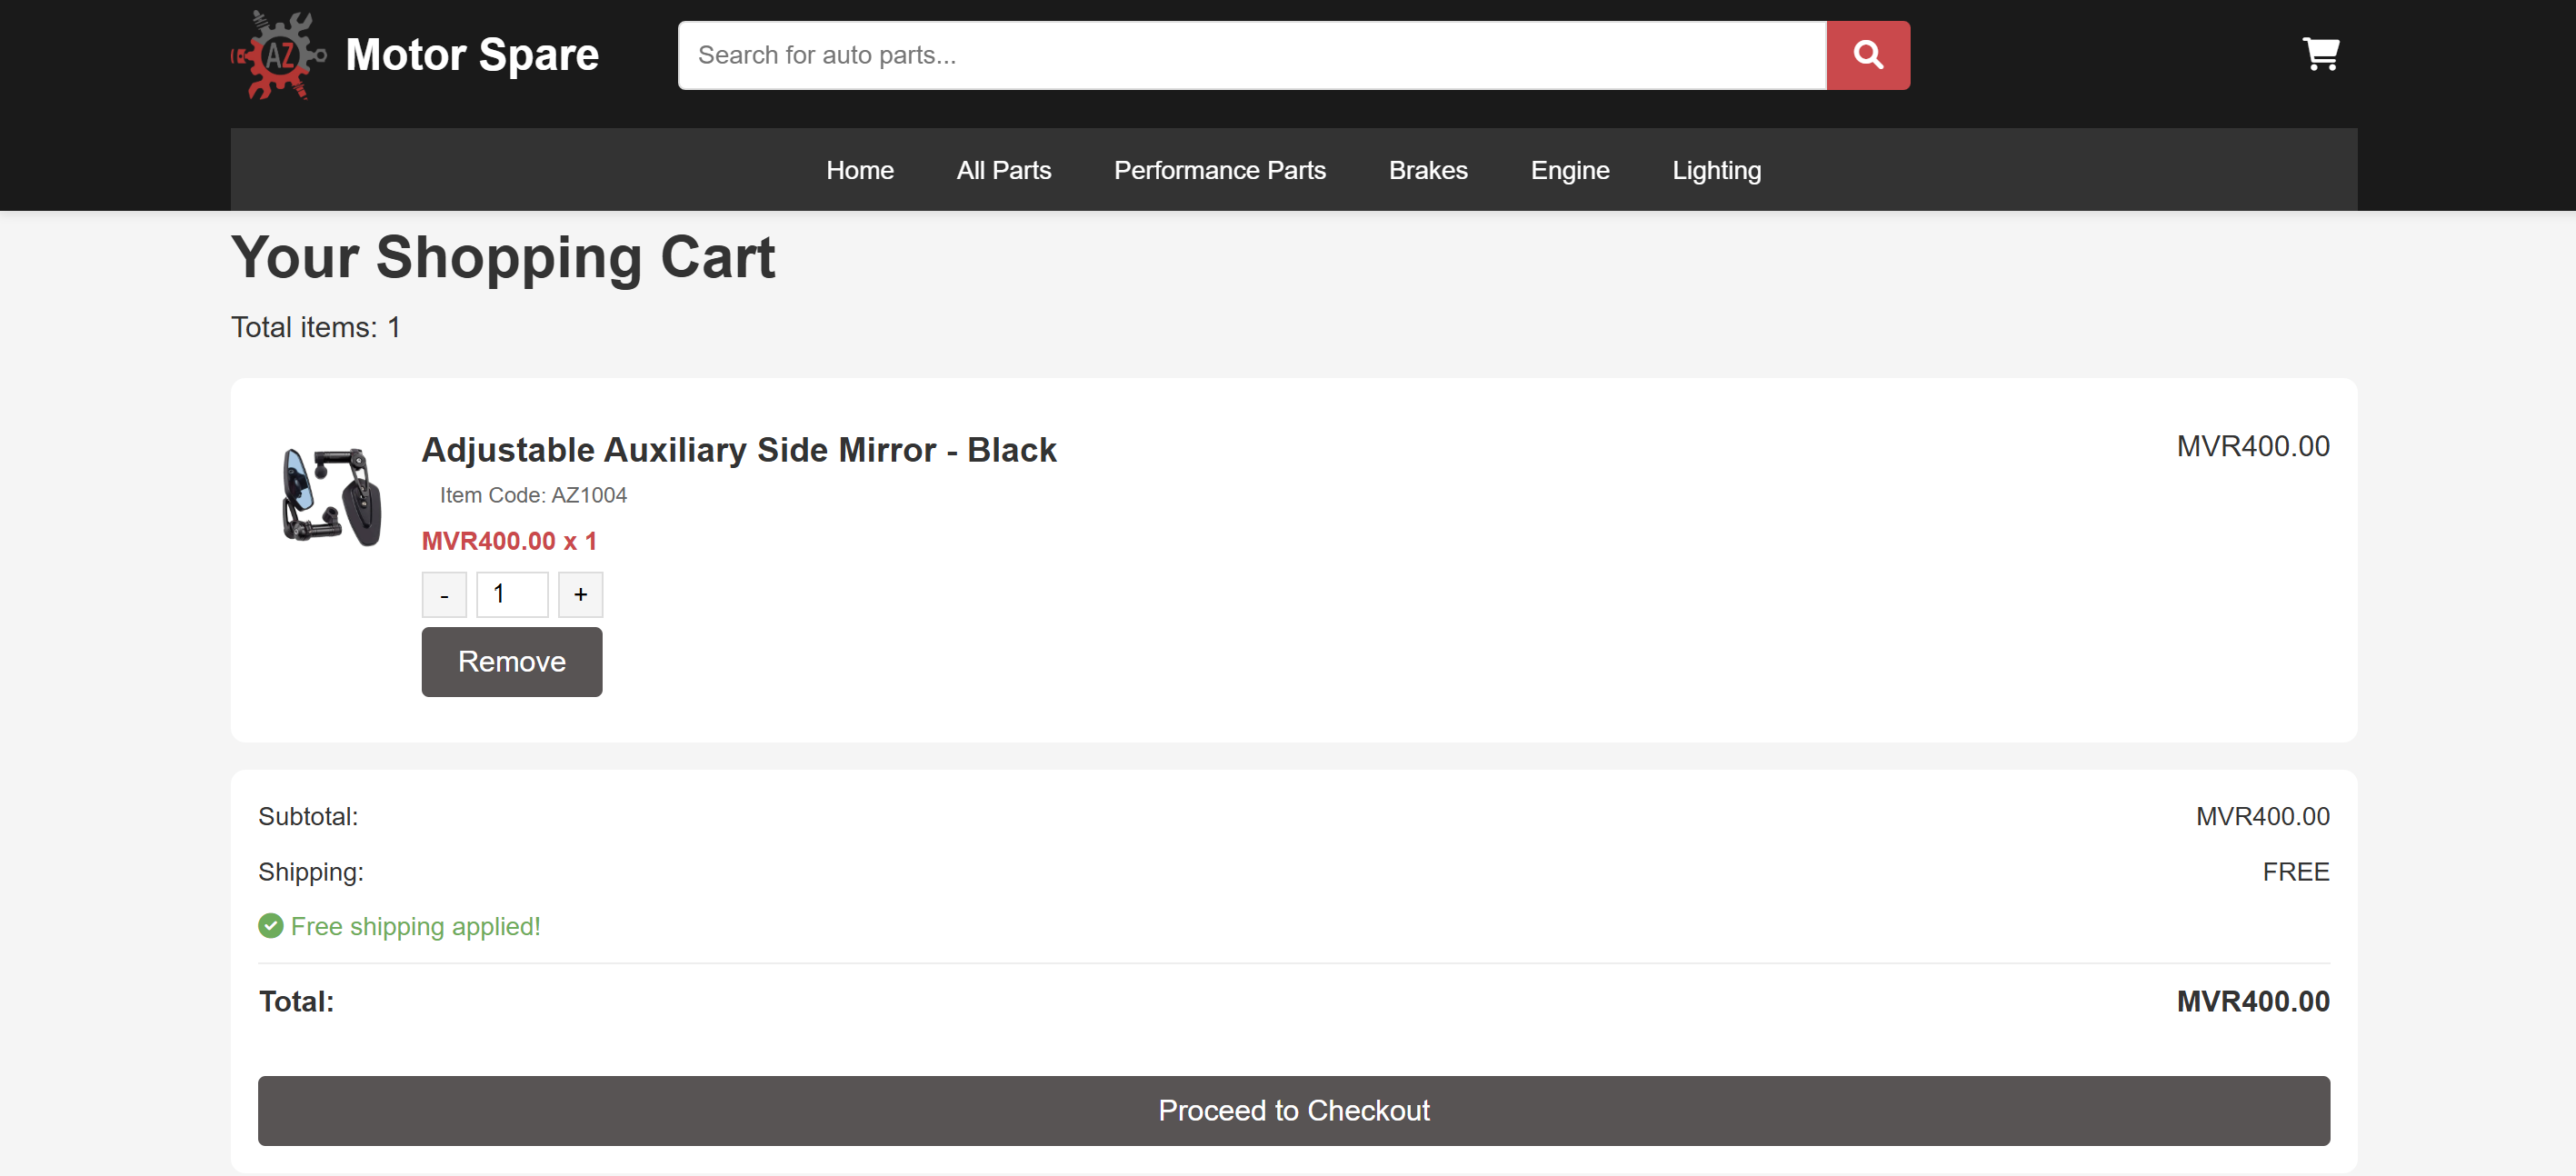 AZ
Motor Spare
Search for auto parts...
Home All Parts Performance Parts Brakes Engine Lighting
Your Shopping Cart
Total items: 1
Adjustable Auxiliary Side Mirror - Black
MVR400.00
Item Code: AZ1004
MVR400.00 x 1
- 1 +
Remove
Subtotal: MVR400.00
Shipping: FREE
Free shipping applied!
Total: MVR400.00
Proceed to Checkout